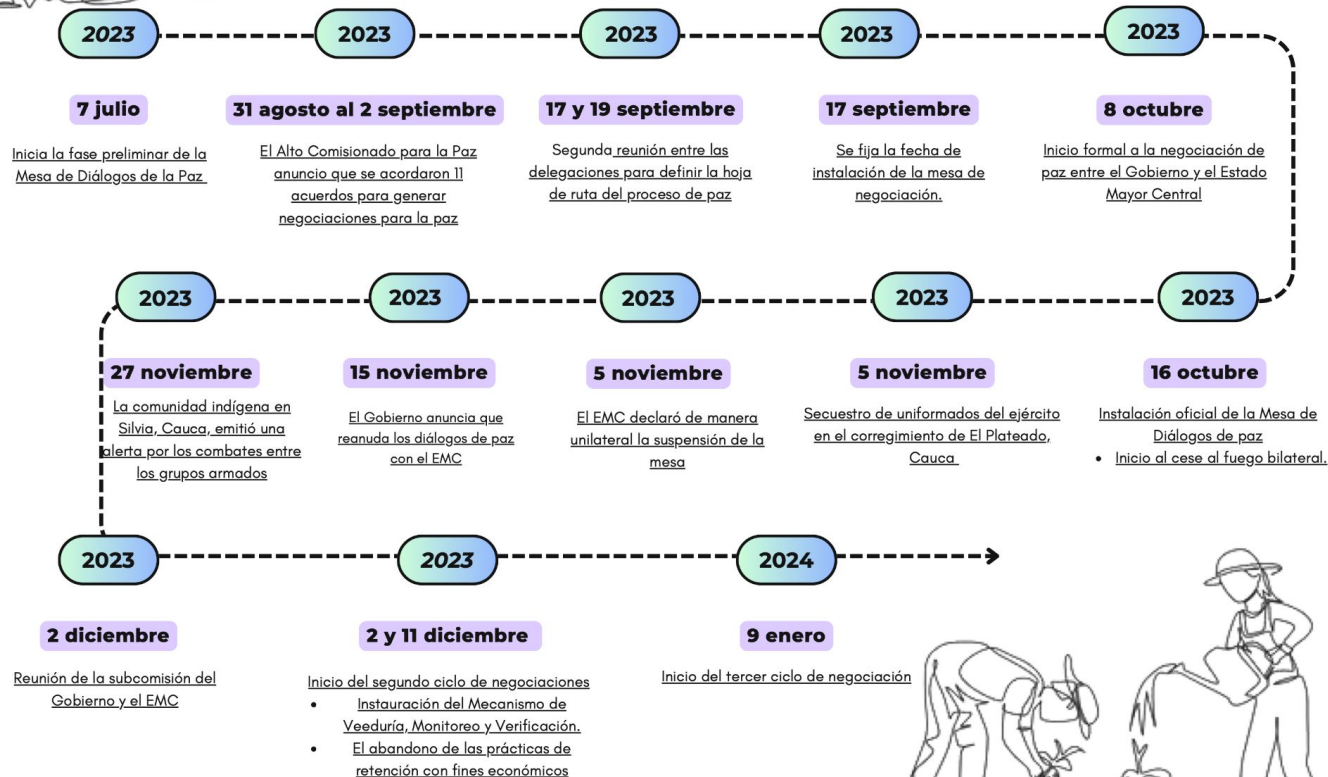 2023
7 julio
Inicia la fase preliminar de la
Mesa de Diálogos de la Paz
2023
31 agosto al 2 septiembre
El Alto Comisionado para la Paz
anuncio que se acordaron 11
acuerdos para generar
negociaciones para la paz
2023
17 y 19 septiembre
Segunda reunión entre las
delegaciones para definir la hoja
de ruta del proceso de paz
2023
17 septiembre
Se fija la fecha de
instalación de la mesa de
negociación.
2023
8 octubre
Inicio formal a la negociación de
paz entre el Gobierno y el Estado
Mayor Central
2023
16 octubre
Instalación oficial de la Mesa de
Diálogos de paz
• Inicio al cese al fuego bilateral.
2023
5 noviembre
Secuestro de uniformados del ejército
en el corregimiento de El Plateado,
Cauca
2023
5 noviembre
El EMC declaró de manera
unilateral la suspensión de la
mesa
2023
15 noviembre
El Gobierno anuncia que
reanuda los diálogos de paz
con el EMC
2023
27 noviembre
La comunidad indígena en
Silvia, Cauca, emitió una
alerta por los combates entre
los grupos armados
2023
2 diciembre
Reunión de la subcomisión del
Gobierno y el EMC
2023
2 y 11 diciembre
Inicio del segundo ciclo de negociaciones
• Instauración del Mecanismo de
Veeduría, Monitoreo y Verificación.
• El abandono de las prácticas de
retención con fines económicos
2024
9 enero
Inicio del tercer ciclo de negociación